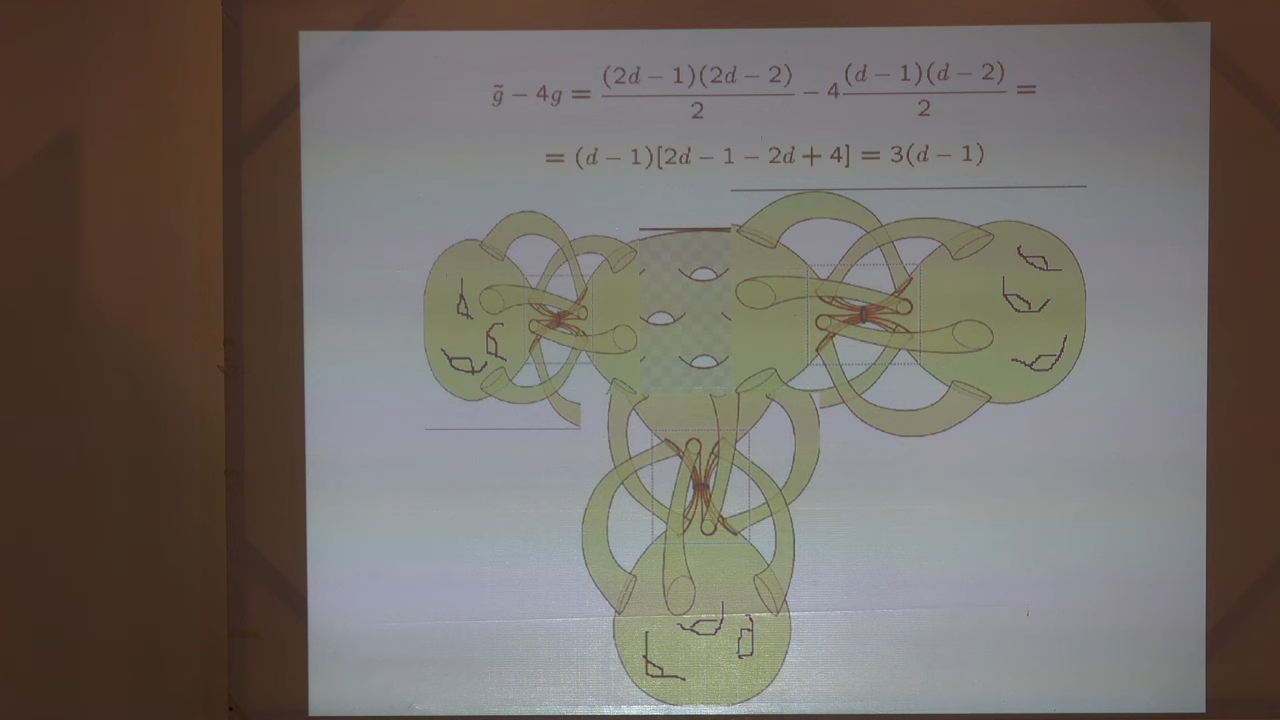 g̃ − 4g = (2d − 1)(2d − 2)/2 − 4 (d − 1)(d − 2)/2 =
= (d − 1)[2d − 1 − 2d + 4] = 3(d − 1)